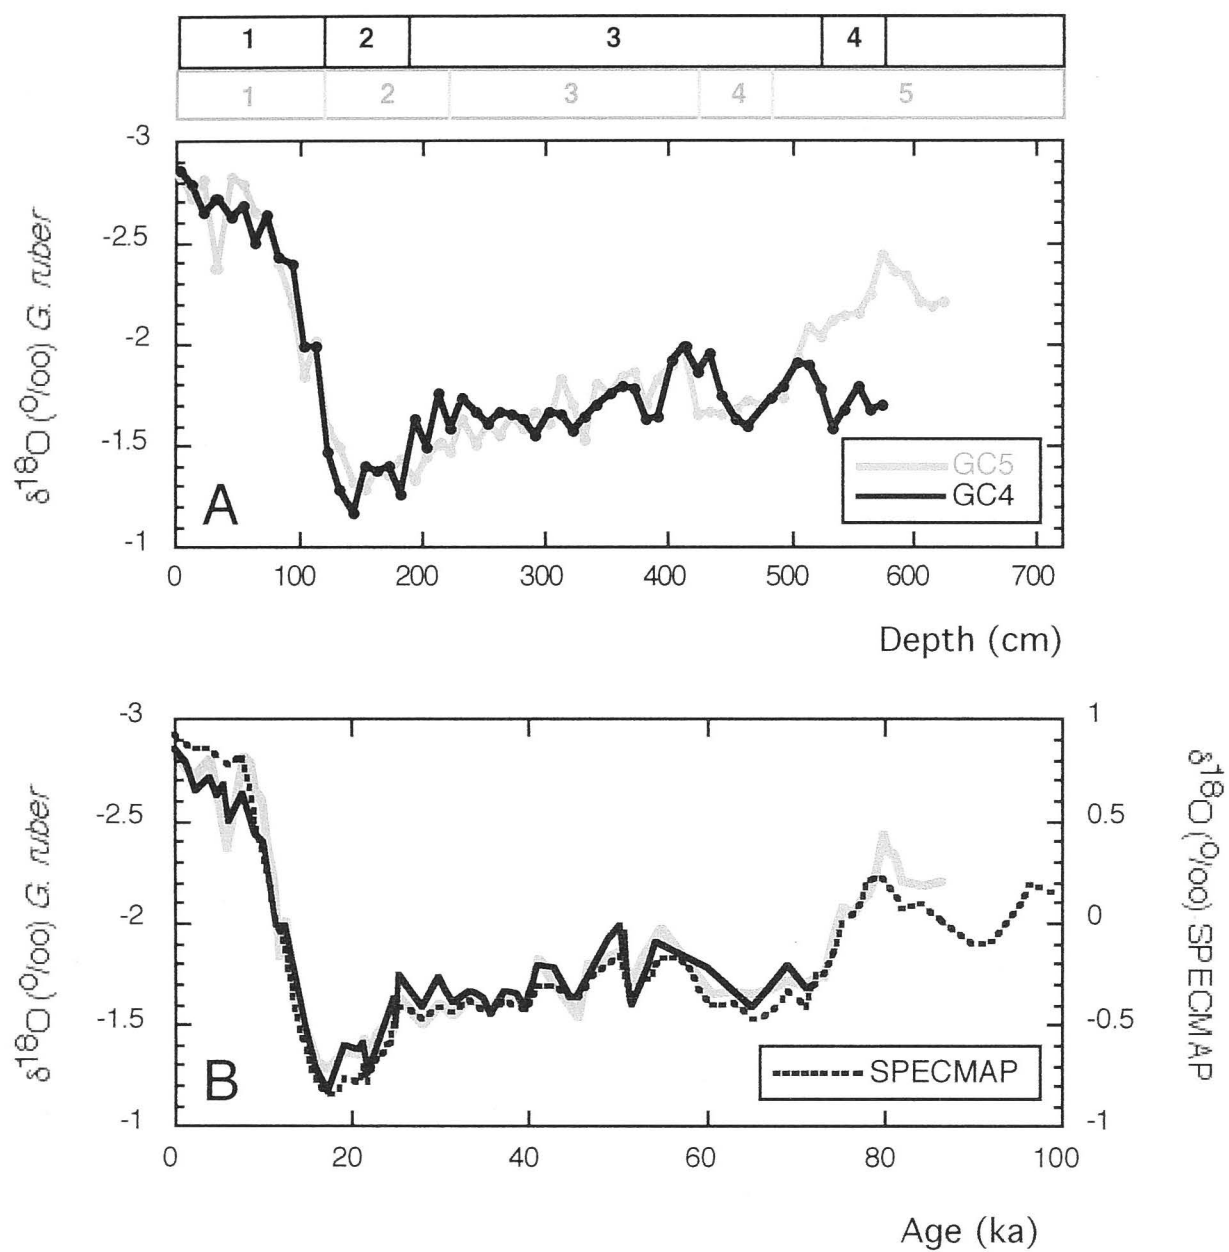 1 2 3 4
1 2 3 4 5
-3
-2.5
-2
-1.5
-1
δ18O (o/oo) G. ruber
A
GC5
GC4
0 100 200 300 400 500 600 700
Depth (cm)
-3 1
-2.5 0.5
-2 0
-1.5 -0.5
-1 -1
δ18O (o/oo) G. ruber
δ18O (o/oo) SPECMAP
B
SPECMAP
0 20 40 60 80 100
Age (ka)